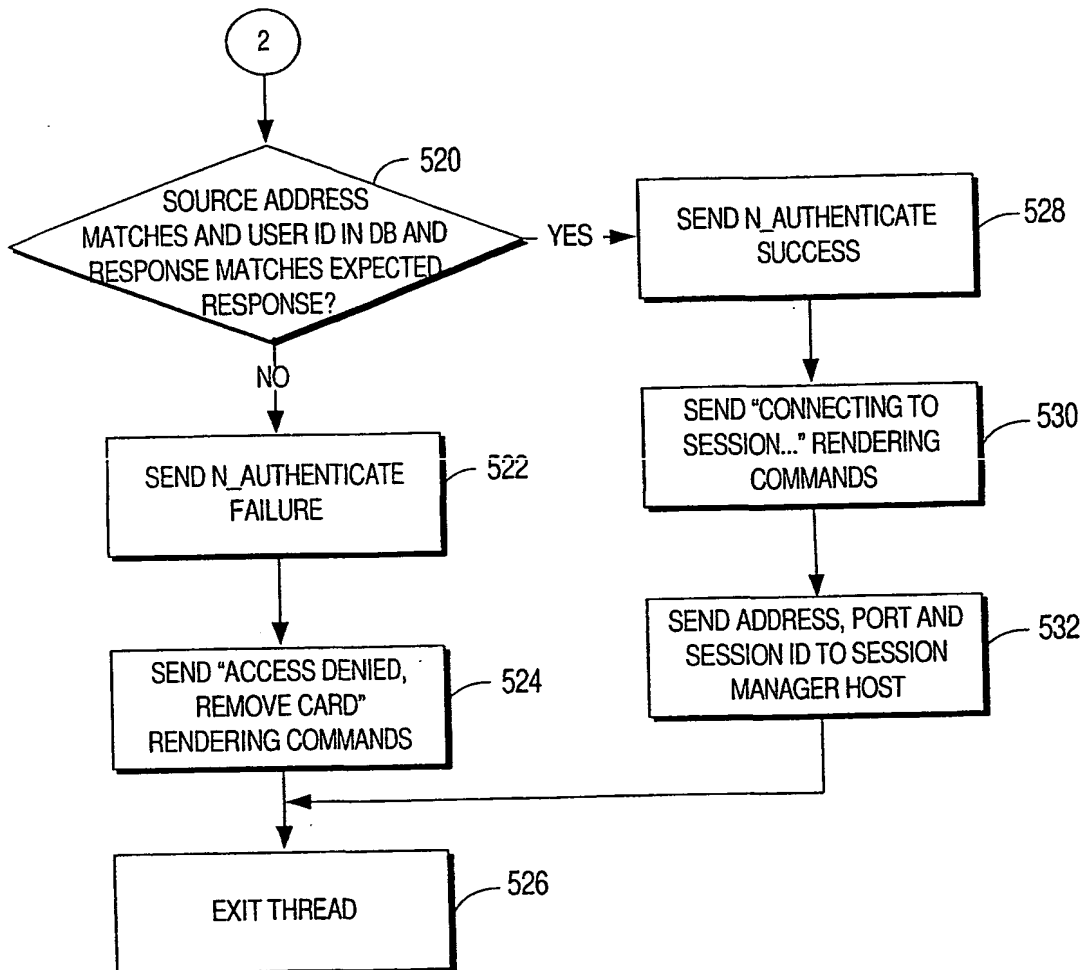 2
520
SOURCE ADDRESS
MATCHES AND USER ID IN DB AND
RESPONSE MATCHES EXPECTED
RESPONSE?
YES
SEND N_AUTHENTICATE
SUCCESS
528
NO
SEND "CONNECTING TO
SESSION..." RENDERING
COMMANDS
530
SEND N_AUTHENTICATE
FAILURE
522
SEND ADDRESS, PORT AND
SESSION ID TO SESSION
MANAGER HOST
532
SEND "ACCESS DENIED,
REMOVE CARD"
RENDERING COMMANDS
524
EXIT THREAD
526